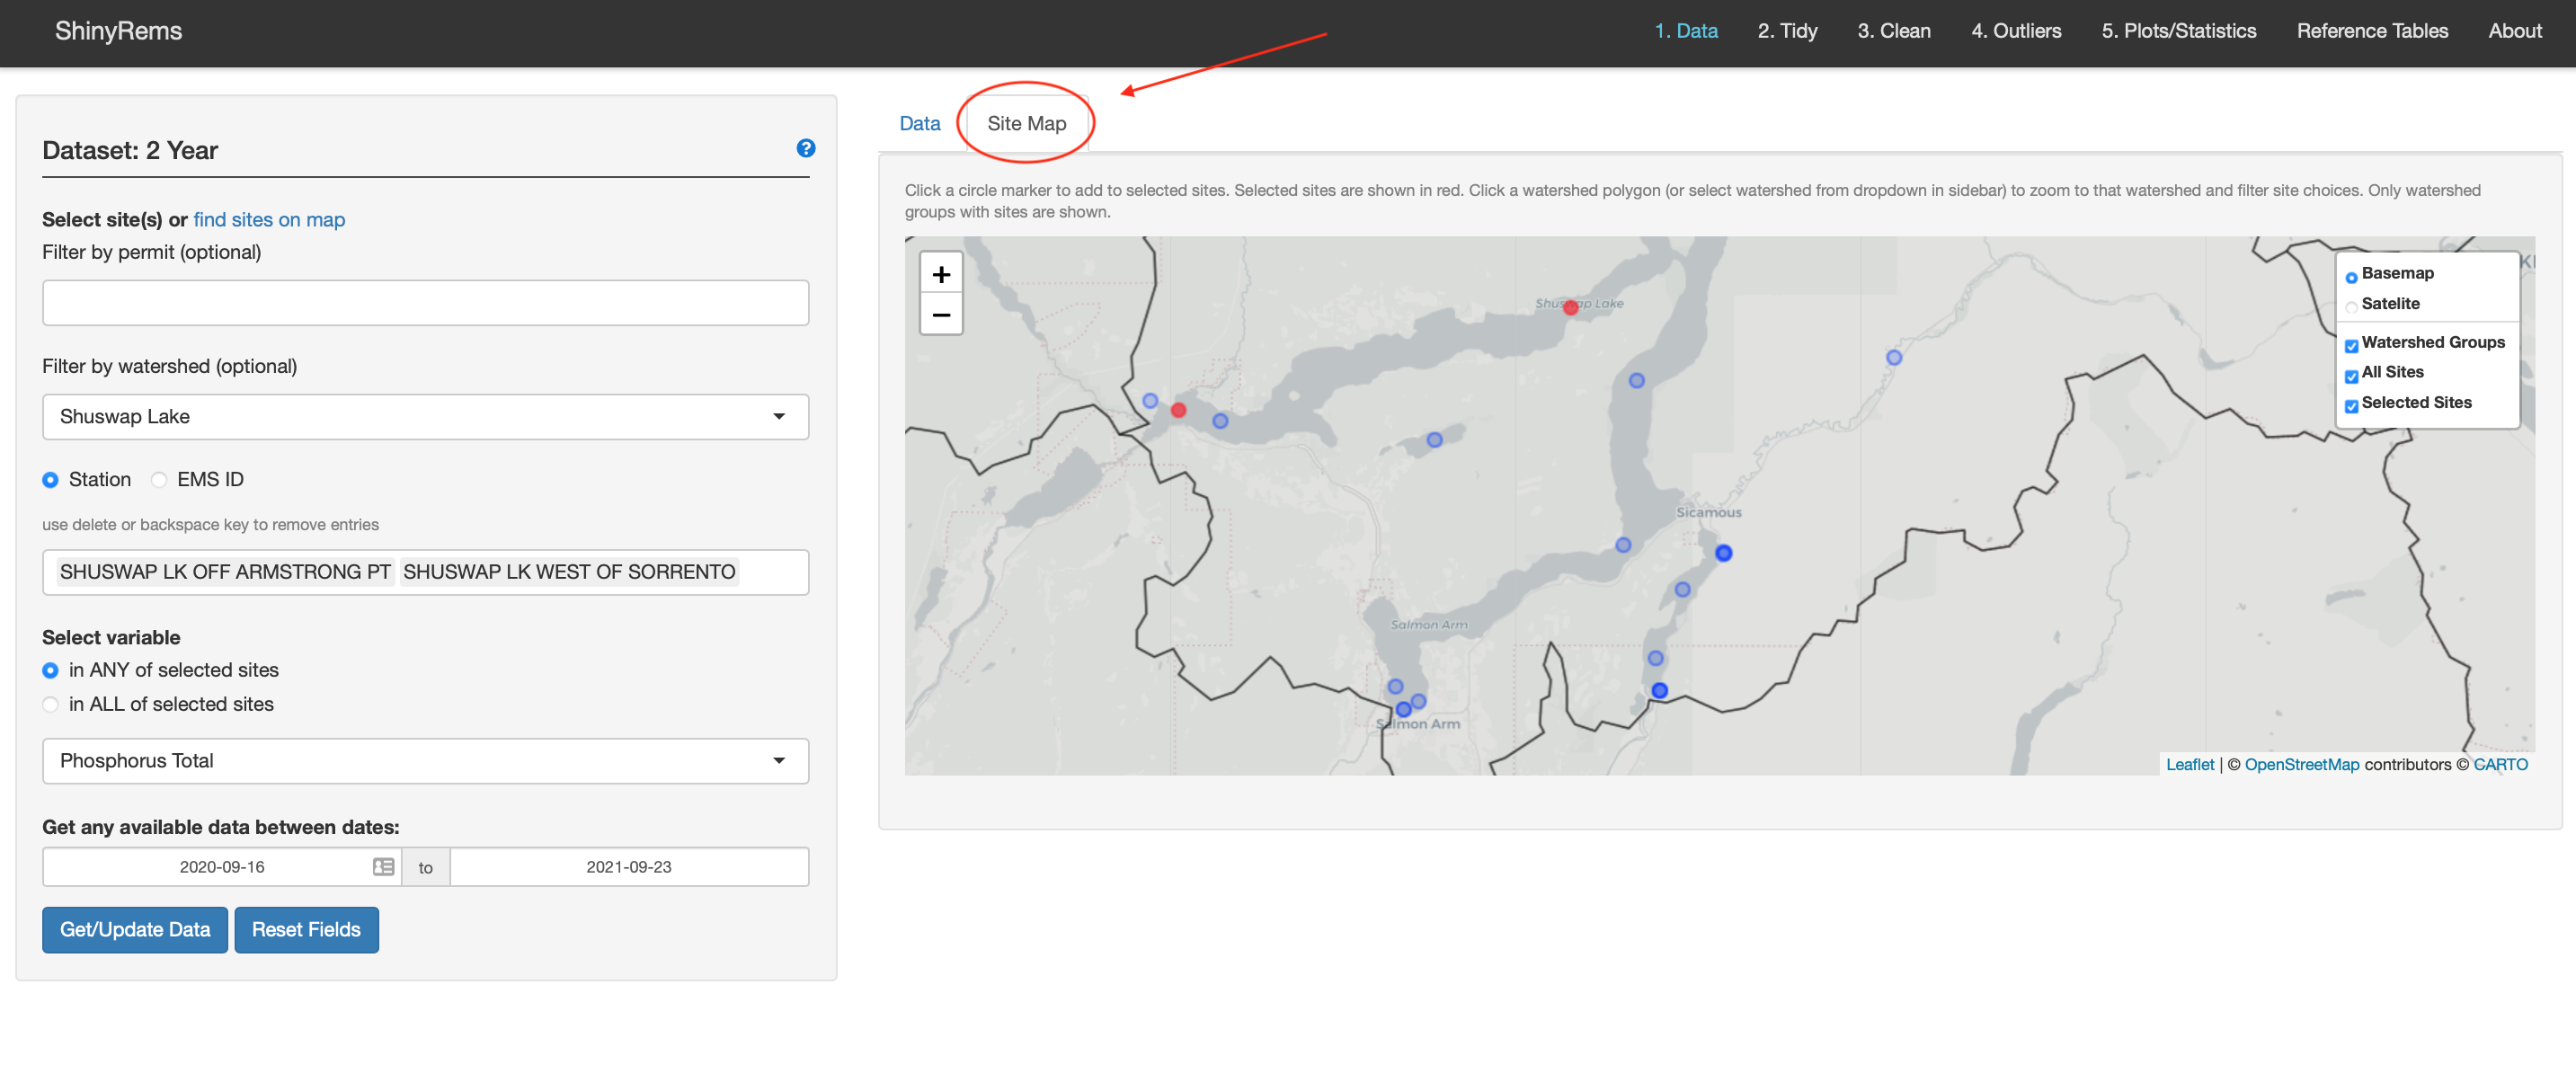 ShinyRems
1. Data
2. Tidy
3. Clean
4. Outliers
5. Plots/Statistics
Reference Tables
About
Dataset: 2 Year
?
Select site(s) or find sites on map
Filter by permit (optional)
Filter by watershed (optional)
Shuswap Lake
Station
EMS ID
use delete or backspace key to remove entries
SHUSWAP LK OFF ARMSTRONG PT SHUSWAP LK WEST OF SORRENTO
Select variable
in ANY of selected sites
in ALL of selected sites
Phosphorus Total
Get any available data between dates:
2020-09-16 to 2021-09-23
Get/Update Data
Reset Fields
Data
Site Map
Click a circle marker to add to selected sites. Selected sites are shown in red. Click a watershed polygon (or select watershed from dropdown in sidebar) to zoom to that watershed and filter site choices. Only watershed
groups with sites are shown.
+
−
Shuswap Lake
Sicamous
Salmon Arm
Salmon Arm
Basemap
Satelite
Watershed Groups
All Sites
Selected Sites
Leaflet | © OpenStreetMap contributors © CARTO